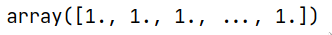 array([1., 1., 1., ..., 1.])